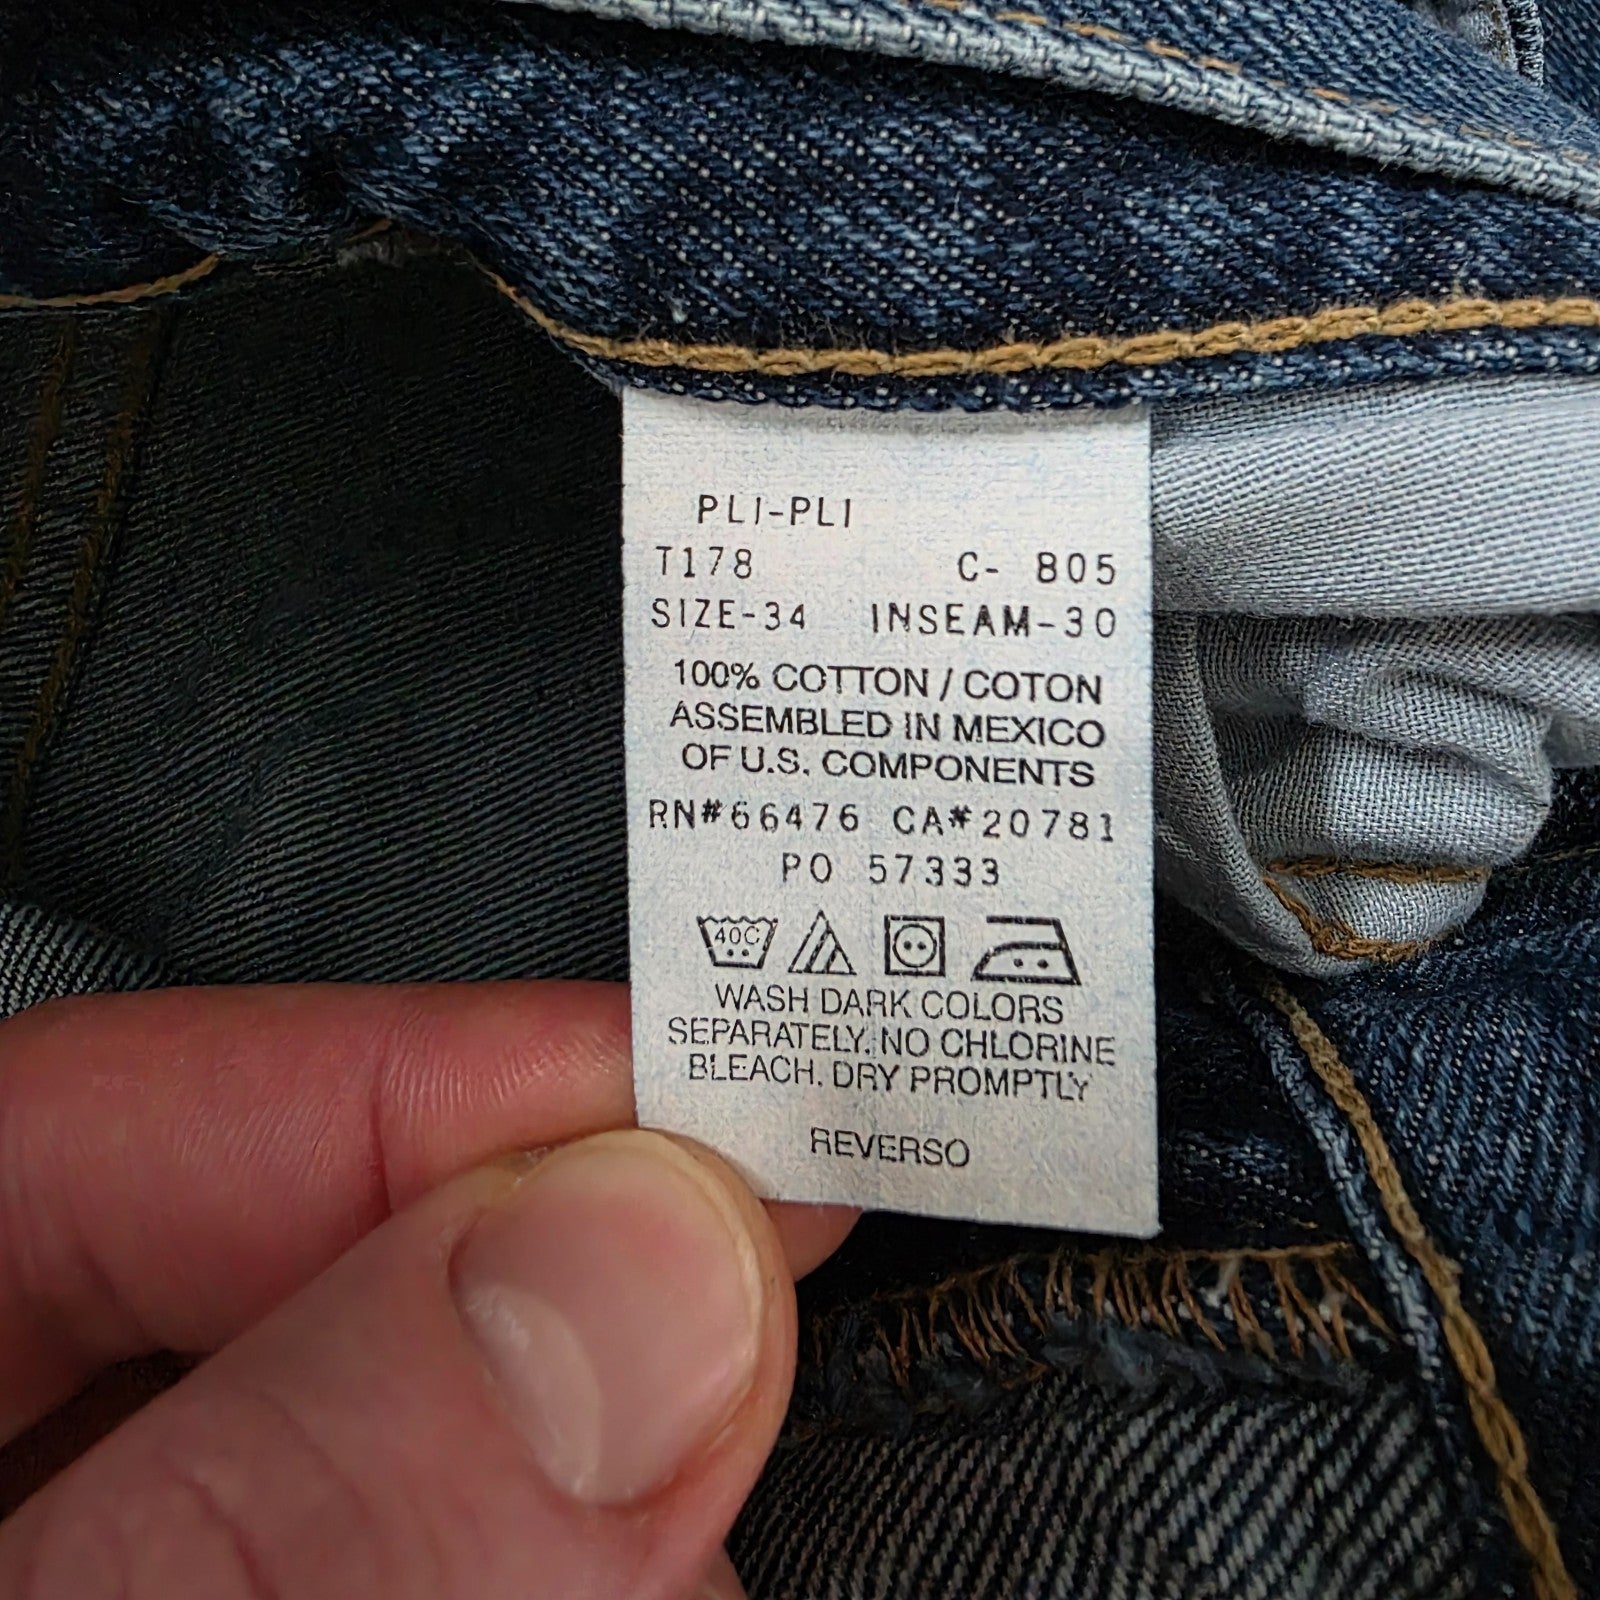 PLI-PLI
T178 C- 805
SIZE-34 INSEAM-30
100% COTTON / COTON
ASSEMBLED IN MEXICO
OF U.S. COMPONENTS
RN#66476 CA#20781
PO 57333
40C
WASH DARK COLORS
SEPARATELY. NO CHLORINE
BLEACH. DRY PROMPTLY
REVERSO